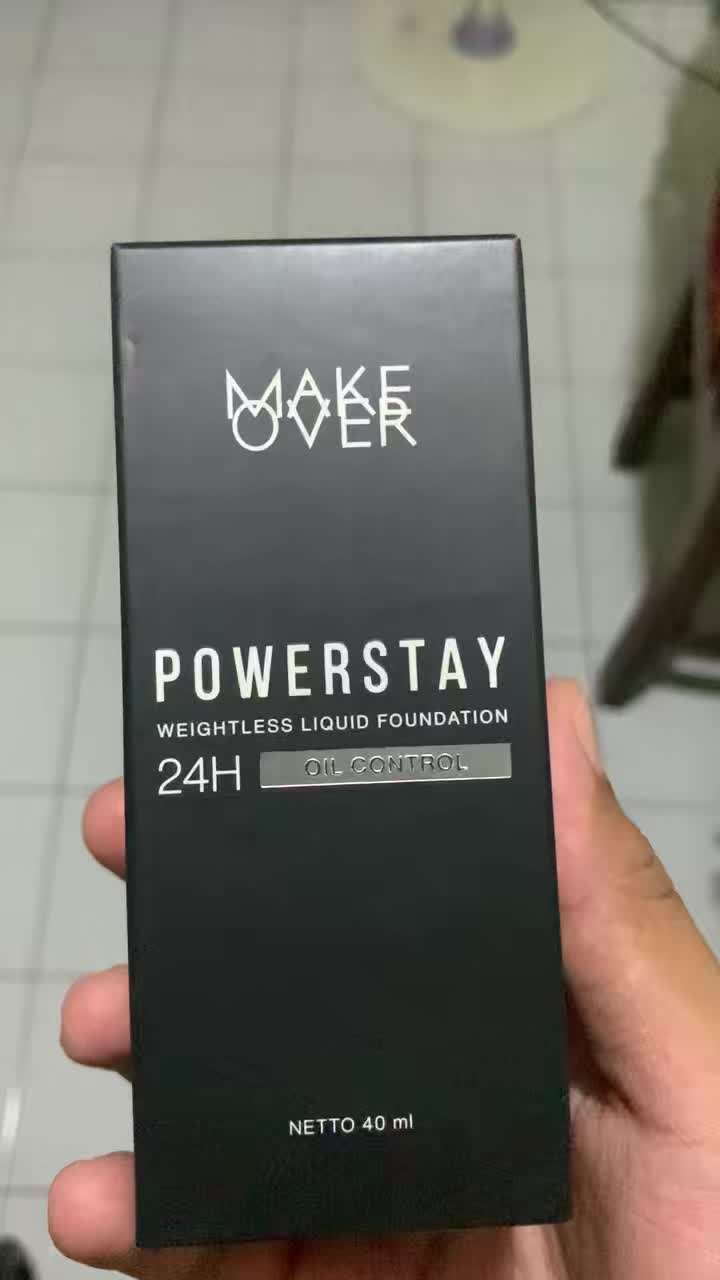 MAKE
OVER
POWERSTAY
WEIGHTLESS LIQUID FOUNDATION
24H OIL CONTROL
NETTO 40 ml